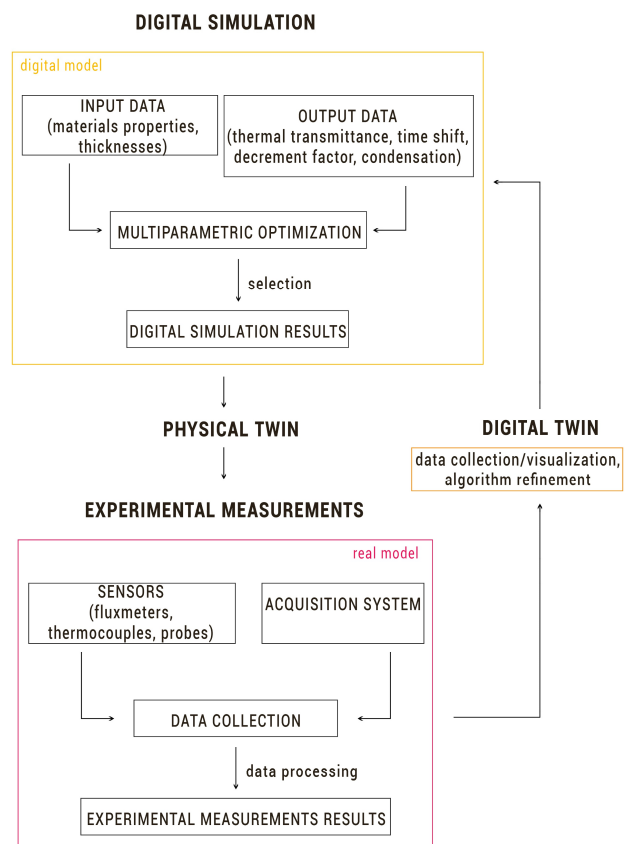 DIGITAL SIMULATION
digital model
INPUT DATA
(materials properties,
thicknesses)
OUTPUT DATA
(thermal transmittance, time shift,
decrement factor, condensation)
MULTIPARAMETRIC OPTIMIZATION
selection
DIGITAL SIMULATION RESULTS
PHYSICAL TWIN
DIGITAL TWIN
data collection/visualization,
algorithm refinement
EXPERIMENTAL MEASUREMENTS
real model
SENSORS
(fluxmeters,
thermocouples, probes)
ACQUISITION SYSTEM
DATA COLLECTION
data processing
EXPERIMENTAL MEASUREMENTS RESULTS